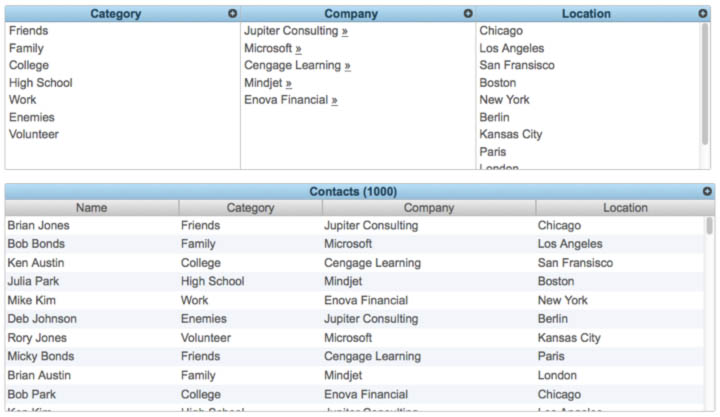 Category Company Location
Friends Jupiter Consulting » Chicago
Family Microsoft » Los Angeles
College Cengage Learning » San Fransisco
High School Mindjet » Boston
Work Enova Financial » New York
Enemies Berlin
Volunteer Kansas City
Paris
London
Contacts (1000)
Name Category Company Location
Brian Jones Friends Jupiter Consulting Chicago
Bob Bonds Family Microsoft Los Angeles
Ken Austin College Cengage Learning San Fransisco
Julia Park High School Mindjet Boston
Mike Kim Work Enova Financial New York
Deb Johnson Enemies Jupiter Consulting Berlin
Rory Jones Volunteer Microsoft Kansas City
Micky Bonds Friends Cengage Learning Paris
Brian Austin Family Mindjet London
Bob Park College Enova Financial Chicago
Ken Kim High School Jupiter Consulting Los Angeles